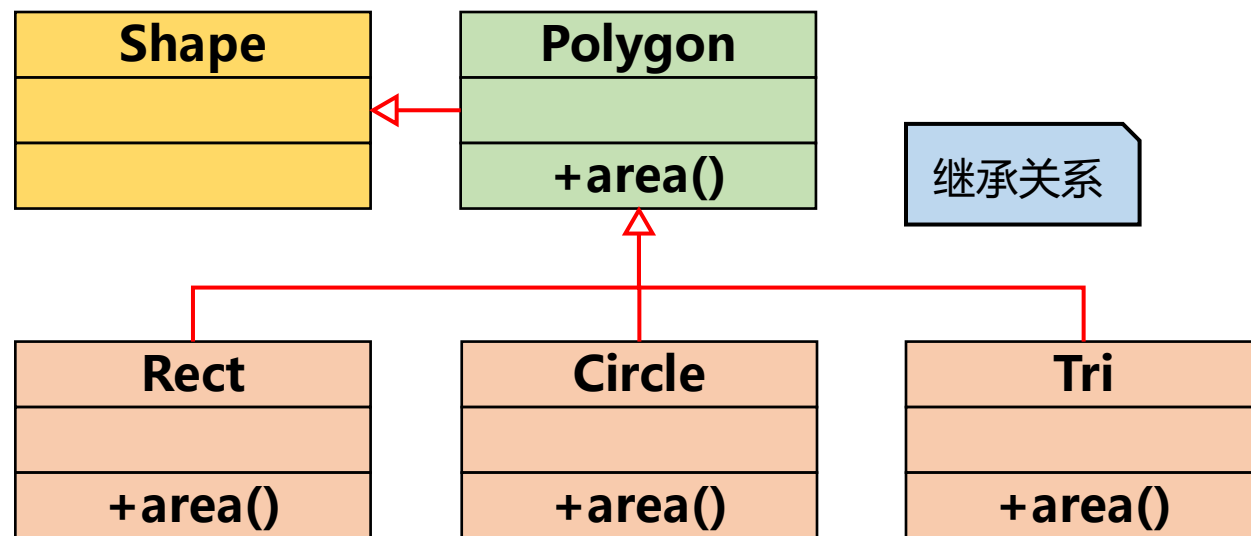 Shape
Polygon
+area()
继承关系
Rect
Circle
Tri
+area()
+area()
+area()